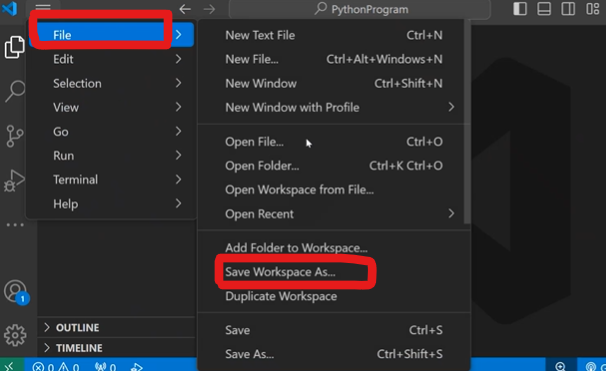 PythonProgram
File
Edit
Selection
View
Go
Run
Terminal
Help
New Text File Ctrl+N
New File... Ctrl+Alt+Windows+N
New Window Ctrl+Shift+N
New Window with Profile
Open File... Ctrl+O
Open Folder... Ctrl+K Ctrl+O
Open Workspace from File...
Open Recent
Add Folder to Workspace...
Save Workspace As...
Duplicate Workspace
Save Ctrl+S
Save As... Ctrl+Shift+S
1
OUTLINE
TIMELINE
0 0 0